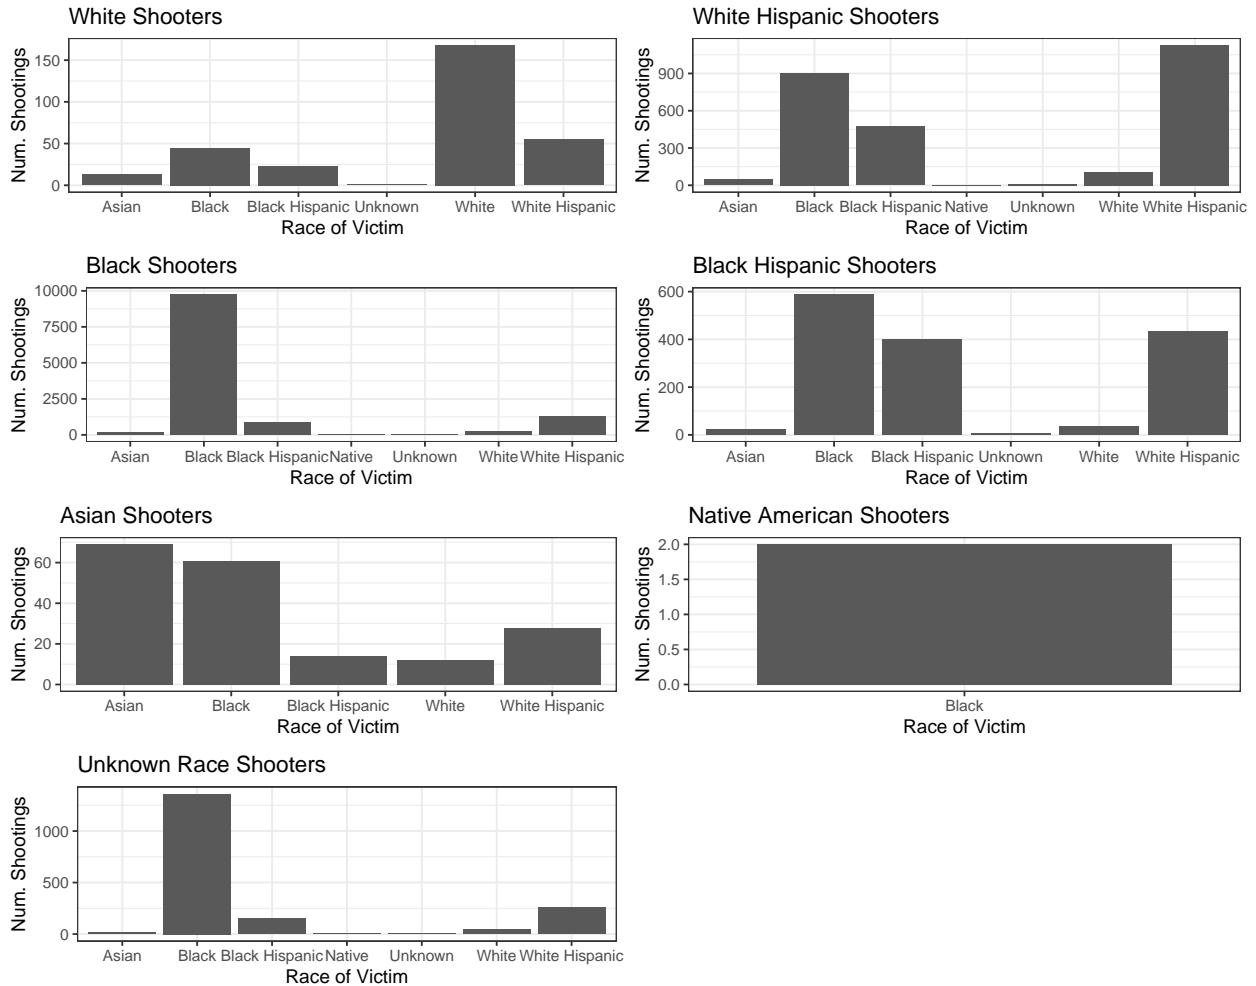 White Shooters
Num. Shootings
150
100
50
0
Asian Black Black Hispanic Unknown White White Hispanic
Race of Victim
White Hispanic Shooters
Num. Shootings
900
600
300
0
Asian Black Black Hispanic Native Unknown White White Hispanic
Race of Victim
Black Shooters
Num. Shootings
10000
7500
5000
2500
0
Asian Black Black Hispanic Native Unknown White White Hispanic
Race of Victim
Black Hispanic Shooters
Num. Shootings
600
400
200
0
Asian Black Black Hispanic Unknown White White Hispanic
Race of Victim
Asian Shooters
Num. Shootings
60
40
20
0
Asian Black Black Hispanic White White Hispanic
Race of Victim
Native American Shooters
Num. Shootings
2.0
1.5
1.0
0.5
0.0
Black
Race of Victim
Unknown Race Shooters
Num. Shootings
1000
500
0
Asian Black Black Hispanic Native Unknown White White Hispanic
Race of Victim